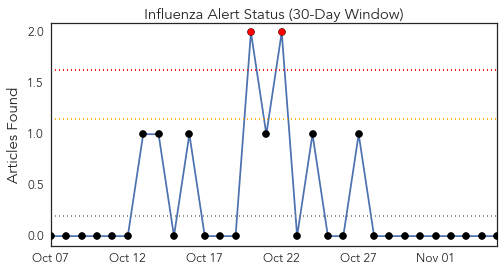 Influenza Alert Status (30-Day Window)
Articles Found
2.0
1.5
1.0
0.5
0.0
Oct 07 Oct 12 Oct 17 Oct 22 Oct 27 Nov 01